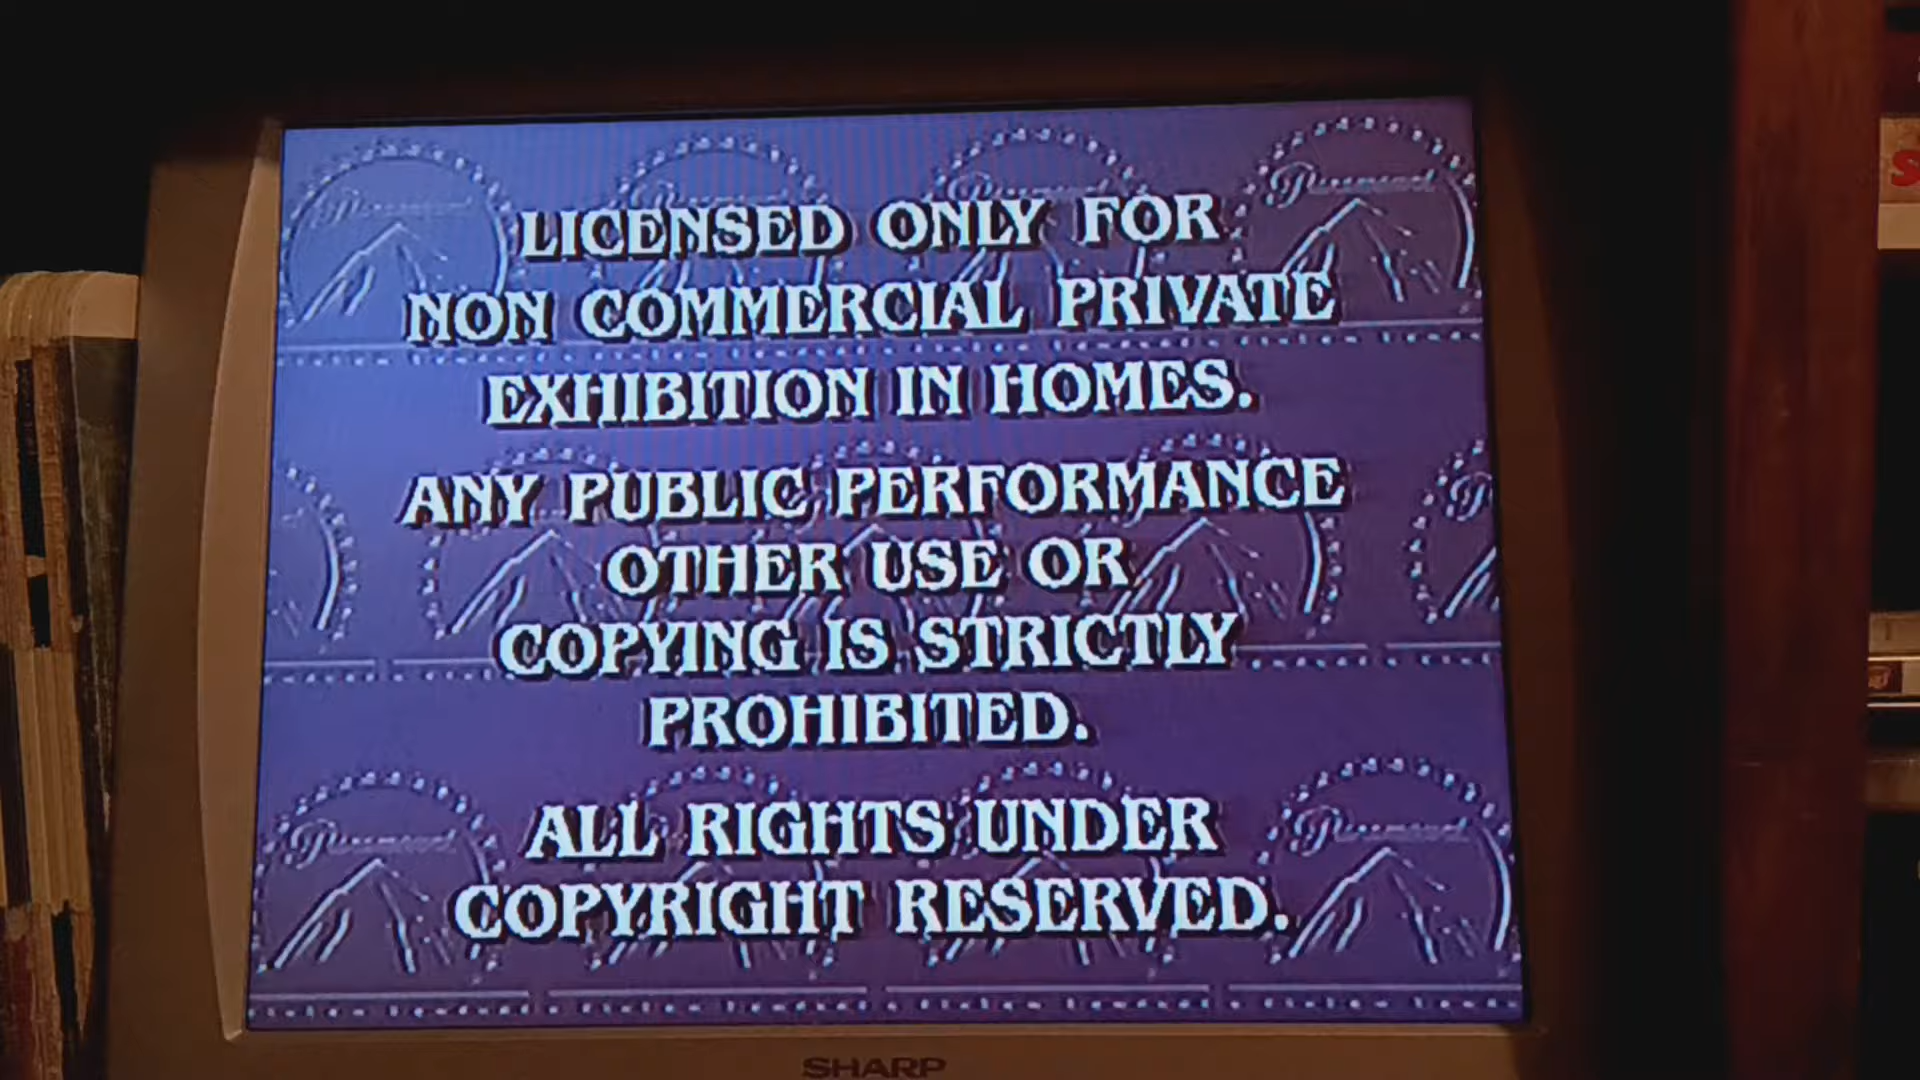 LICENSED ONLY FOR
NON COMMERCIAL PRIVATE
EXHIBITION IN HOMES.
ANY PUBLIC PERFORMANCE
OTHER USE OR
COPYING IS STRICTLY
PROHIBITED.
ALL RIGHTS UNDER
COPYRIGHT RESERVED.
Paramount
SHARP